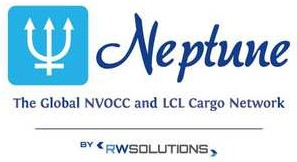 Neptune
The Global NVOCC and LCL Cargo Network
BY RWSOLUTIONS